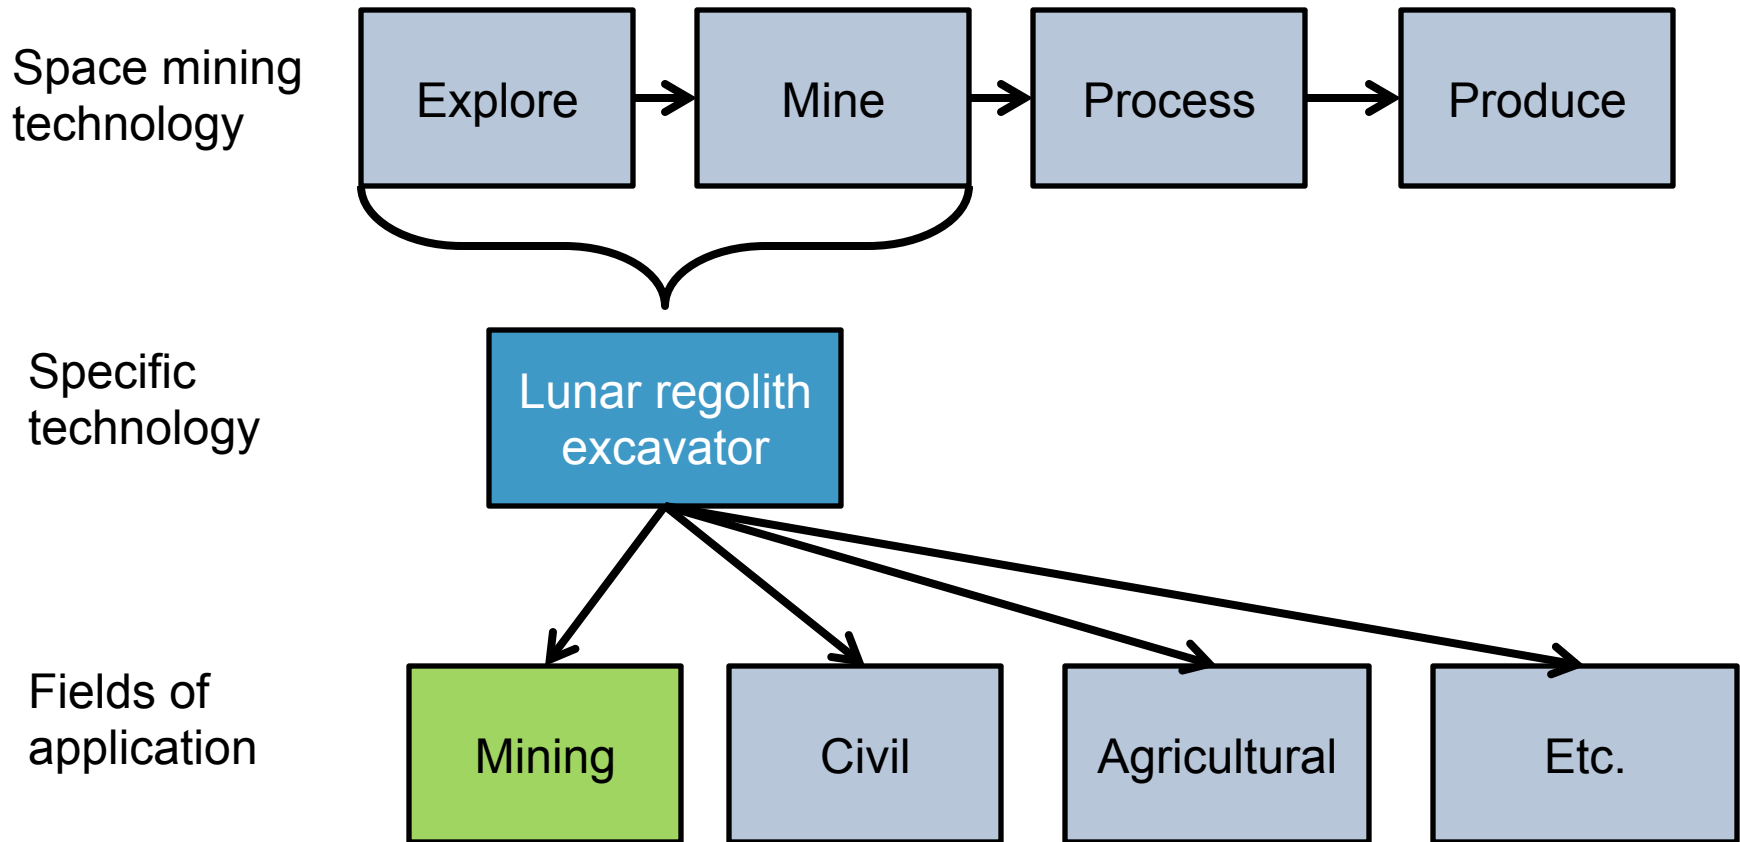 Space mining
technology
Explore
Mine
Process
Produce
Specific
technology
Lunar regolith
excavator
Fields of
application
Mining
Civil
Agricultural
Etc.